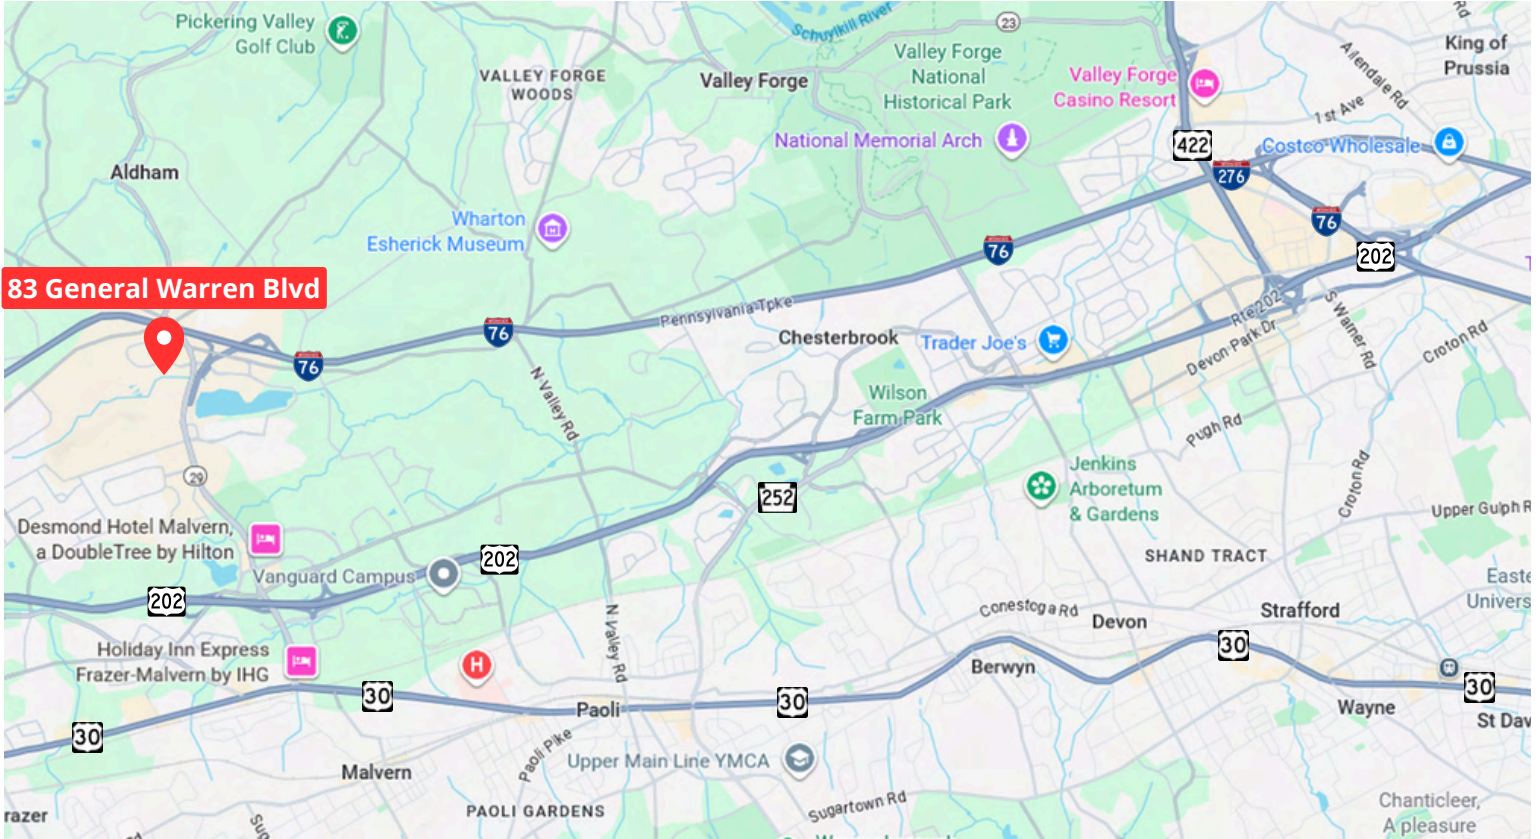 Pickering Valley
Golf Club
Schuylkill River
23
Rd
King of
Prussia
VALLEY FORGE
WOODS
Valley Forge
Valley Forge
National
Historical Park
Valley Forge
Casino Resort
Allendale Rd
1st Ave
National Memorial Arch
422
Costco Wholesale
Aldham
276
Wharton
Esherick Museum
76
76
202
83 General Warren Blvd
76
76
Pennsylvania Tpke
Chesterbrook
Trader Joe's
Rte 202
Devon Park Dr
S Warner Rd
Croton Rd
N Valley Rd
Wilson
Farm Park
Pugh Rd
29
252
Jenkins
Arboretum
& Gardens
Croton Rd
Upper Gulph R
Desmond Hotel Malvern,
a DoubleTree by Hilton
SHAND TRACT
202
Vanguard Campus
202
Easte
Univers
N Valley Rd
Conestoga Rd
Devon
Strafford
Holiday Inn Express
Frazer-Malvern by IHG
H
Berwyn
30
30
30
30
Paoli
Wayne
St Dav
30
Paoli Pike
Upper Main Line YMCA
Malvern
PAOLI GARDENS
Sugartown Rd
Chanticleer,
A pleasure
razer
Sug